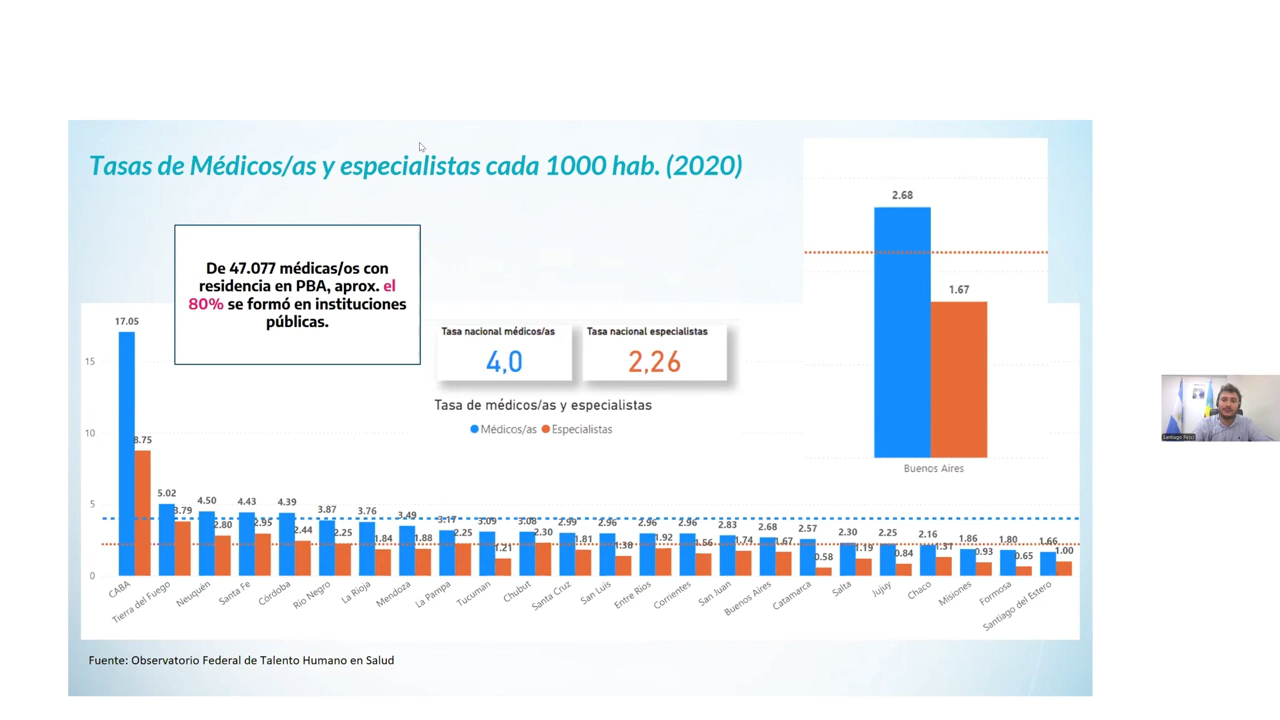 Tasas de Médicos/as y especialistas cada 1000 hab. (2020)
De 47.077 médicas/os con
residencia en PBA, aprox. el
80% se formó en instituciones
públicas.
2.68
1.67
Buenos Aires
Tasa nacional médicos/as
4,0
Tasa nacional especialistas
2,26
Tasa de médicos/as y especialistas
Médicos/as Especialistas
15
10
5
0
17.05 8.75
5.02 3.79
4.50 2.80
4.43 2.95
4.39 2.44
3.87 2.25
3.76 1.84
3.49 1.88
3.17 2.25
3.09 1.21
3.08 2.30
2.99 1.81
2.96 1.38
2.96 1.92
2.96 1.56
2.83 1.74
2.68 1.67
2.57 0.58
2.30 1.19
2.25 0.84
2.16 1.31
1.86 0.93
1.80 0.65
1.66 1.00
CABA
Tierra del Fuego
Neuquén
Santa Fe
Córdoba
Río Negro
La Rioja
Mendoza
La Pampa
Tucuman
Chubut
Santa Cruz
San Luis
Entre Rios
Corrientes
San Juan
Buenos Aires
Catamarca
Salta
Jujuy
Chaco
Misiones
Formosa
Santiago del Estero
Fuente: Observatorio Federal de Talento Humano en Salud